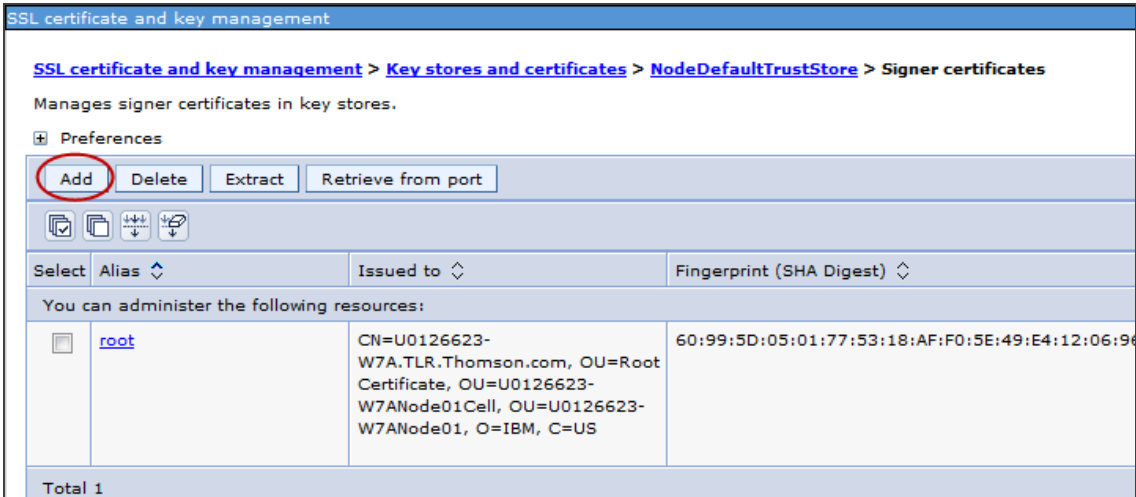 SSL certificate and key management
SSL certificate and key management > Key stores and certificates > NodeDefaultTrustStore > Signer certificates
Manages signer certificates in key stores.
Preferences
Add Delete Extract Retrieve from port
Select Alias Issued to Fingerprint (SHA Digest)
You can administer the following resources:
root CN=U0126623- 60:99:5D:05:01:77:53:18:AF:F0:5E:49:E4:12:06:96
W7A.TLR.Thomson.com, OU=Root
Certificate, OU=U0126623-
W7ANode01Cell, OU=U0126623-
W7ANode01, O=IBM, C=US
Total 1